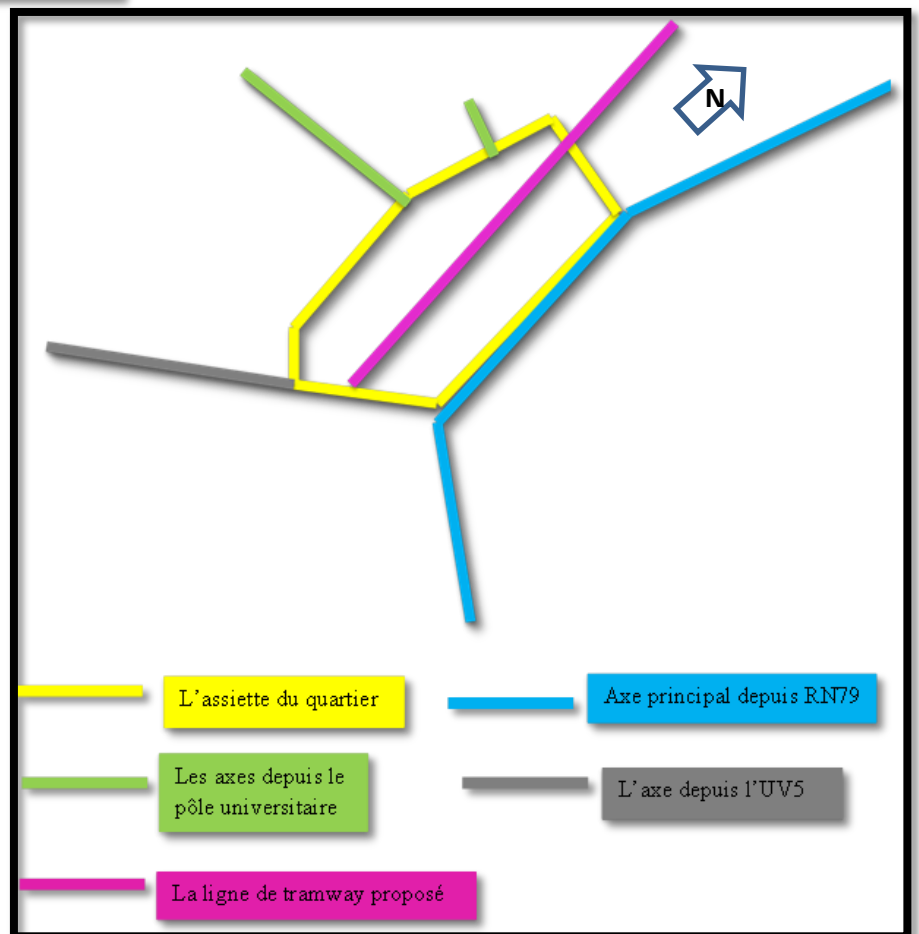 N
L'assiette du quartier
Axe principal depuis RN79
Les axes depuis le
pôle universitaire
L'axe depuis l'UV5
La ligne de tramway proposé